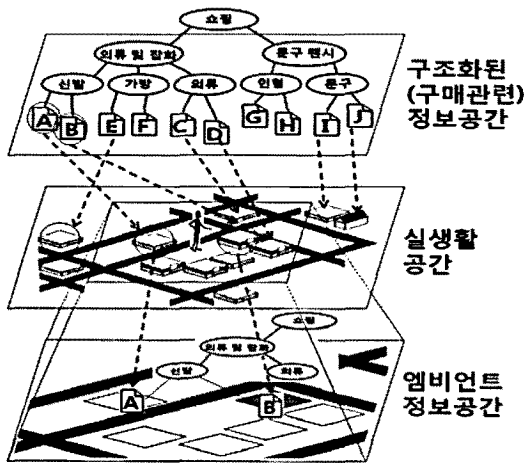 쇼핑
의류 및 잡화
문구 팬시
신발
가방
의류
인형
문구
A
B
E
F
C
D
G
H
I
J
구조화된
(구매관련)
정보공간
실생활
공간
쇼핑
의류 및 잡화
신발
의류
A
B
엠비언트
정보공간